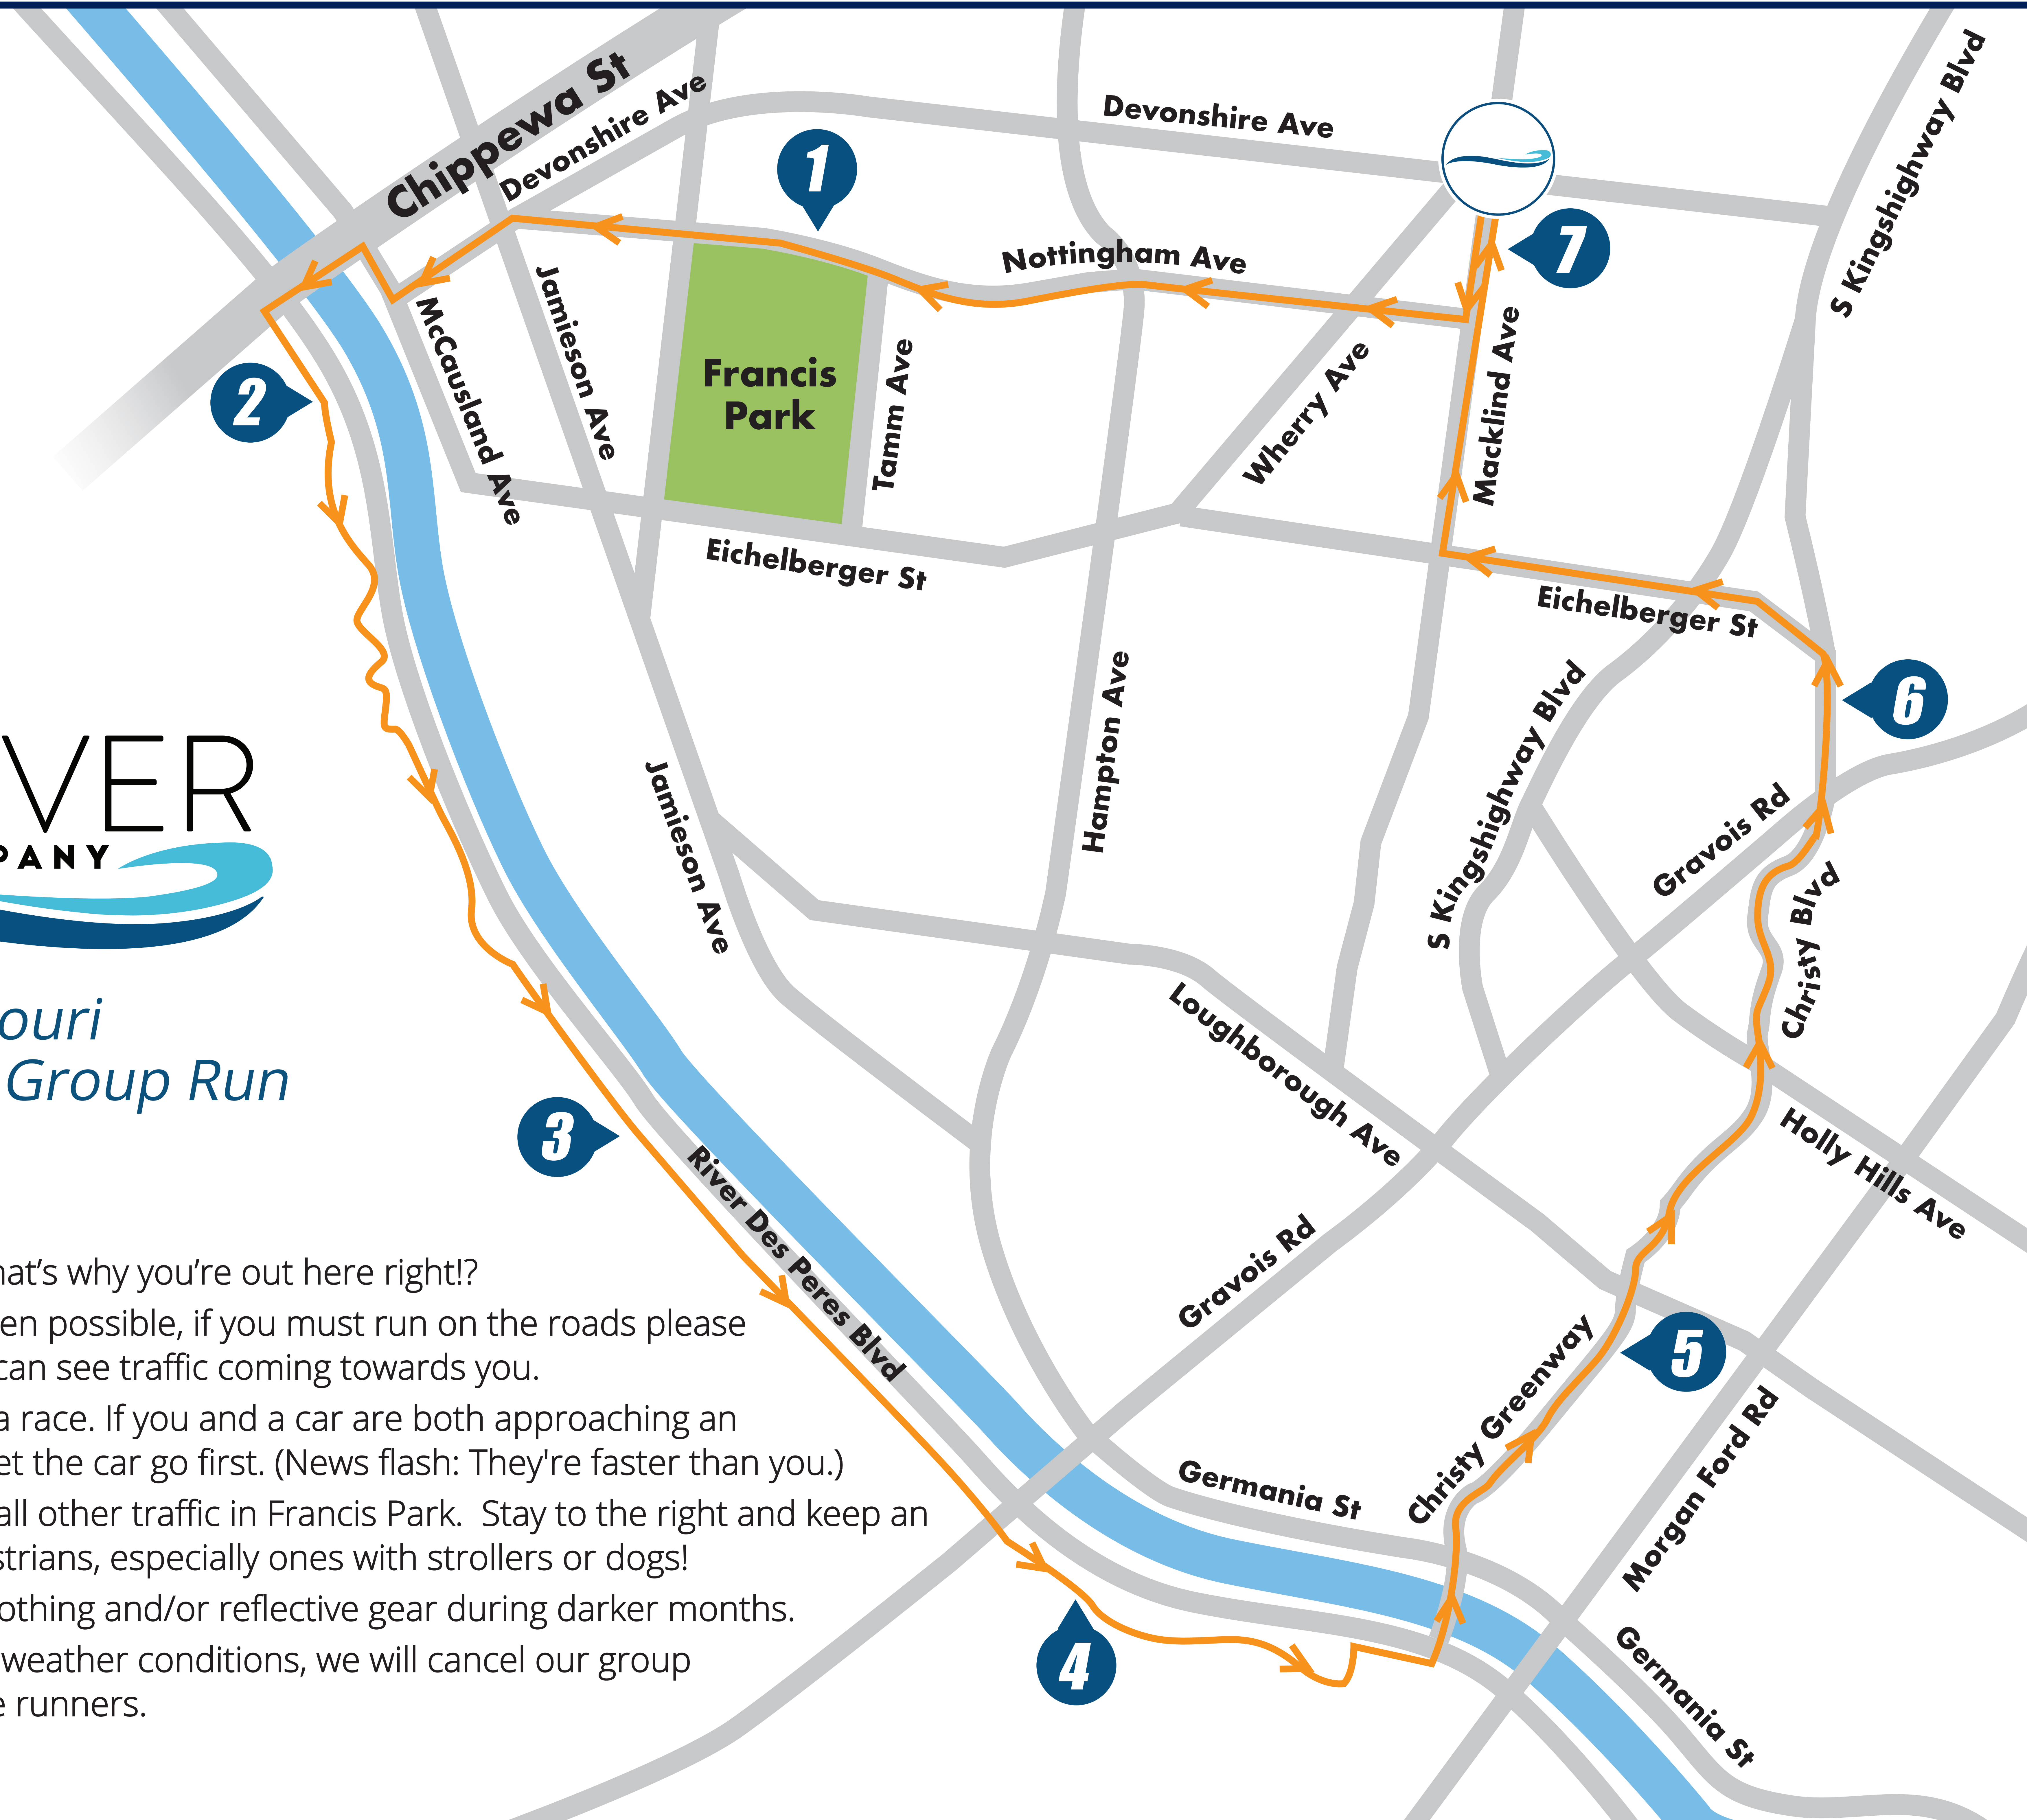 Chippewa St
Devonshire Ave
Devonshire Ave
S Kingshighway Blvd
1
7
Nottingham Ave
McCausland Ave
Jamieson Ave
Francis
Park
Tamm Ave
Wherry Ave
Macklind Ave
2
Eichelberger St
Eichelberger St
6
Hampton Ave
S Kingshighway Blvd
Jamieson Ave
Gravois Rd
Christy Blvd
VER
PANY
ouri
Group Run
Loughborough Ave
Holly Hills Ave
3
River Des Peres Blvd
Gravois Rd
5
Christy Greenway
Morgan Ford Rd
Germania St
4
Germania St
hat's why you're out here right!?
en possible, if you must run on the roads please
can see traffic coming towards you.
a race. If you and a car are both approaching an
et the car go first. (News flash: They're faster than you.)
all other traffic in Francis Park.  Stay to the right and keep an
strians, especially ones with strollers or dogs!
othing and/or reflective gear during darker months.
weather conditions, we will cancel our group
e runners.